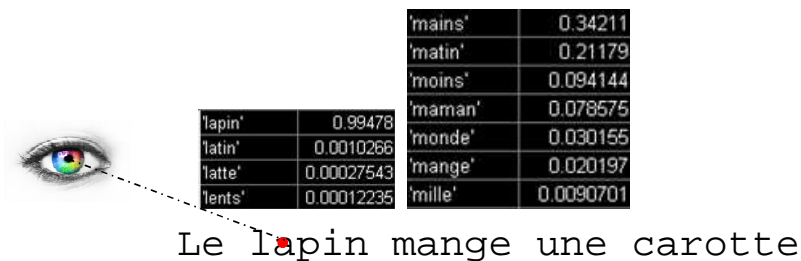 'mains' 0.34211
'matin' 0.21179
'moins' 0.094144
'maman' 0.078575
'monde' 0.030155
'mange' 0.020197
'mille' 0.0090701
'lapin' 0.99478
'latin' 0.0010266
'latte' 0.00027543
'lents' 0.00012235
Le lapin mange une carotte